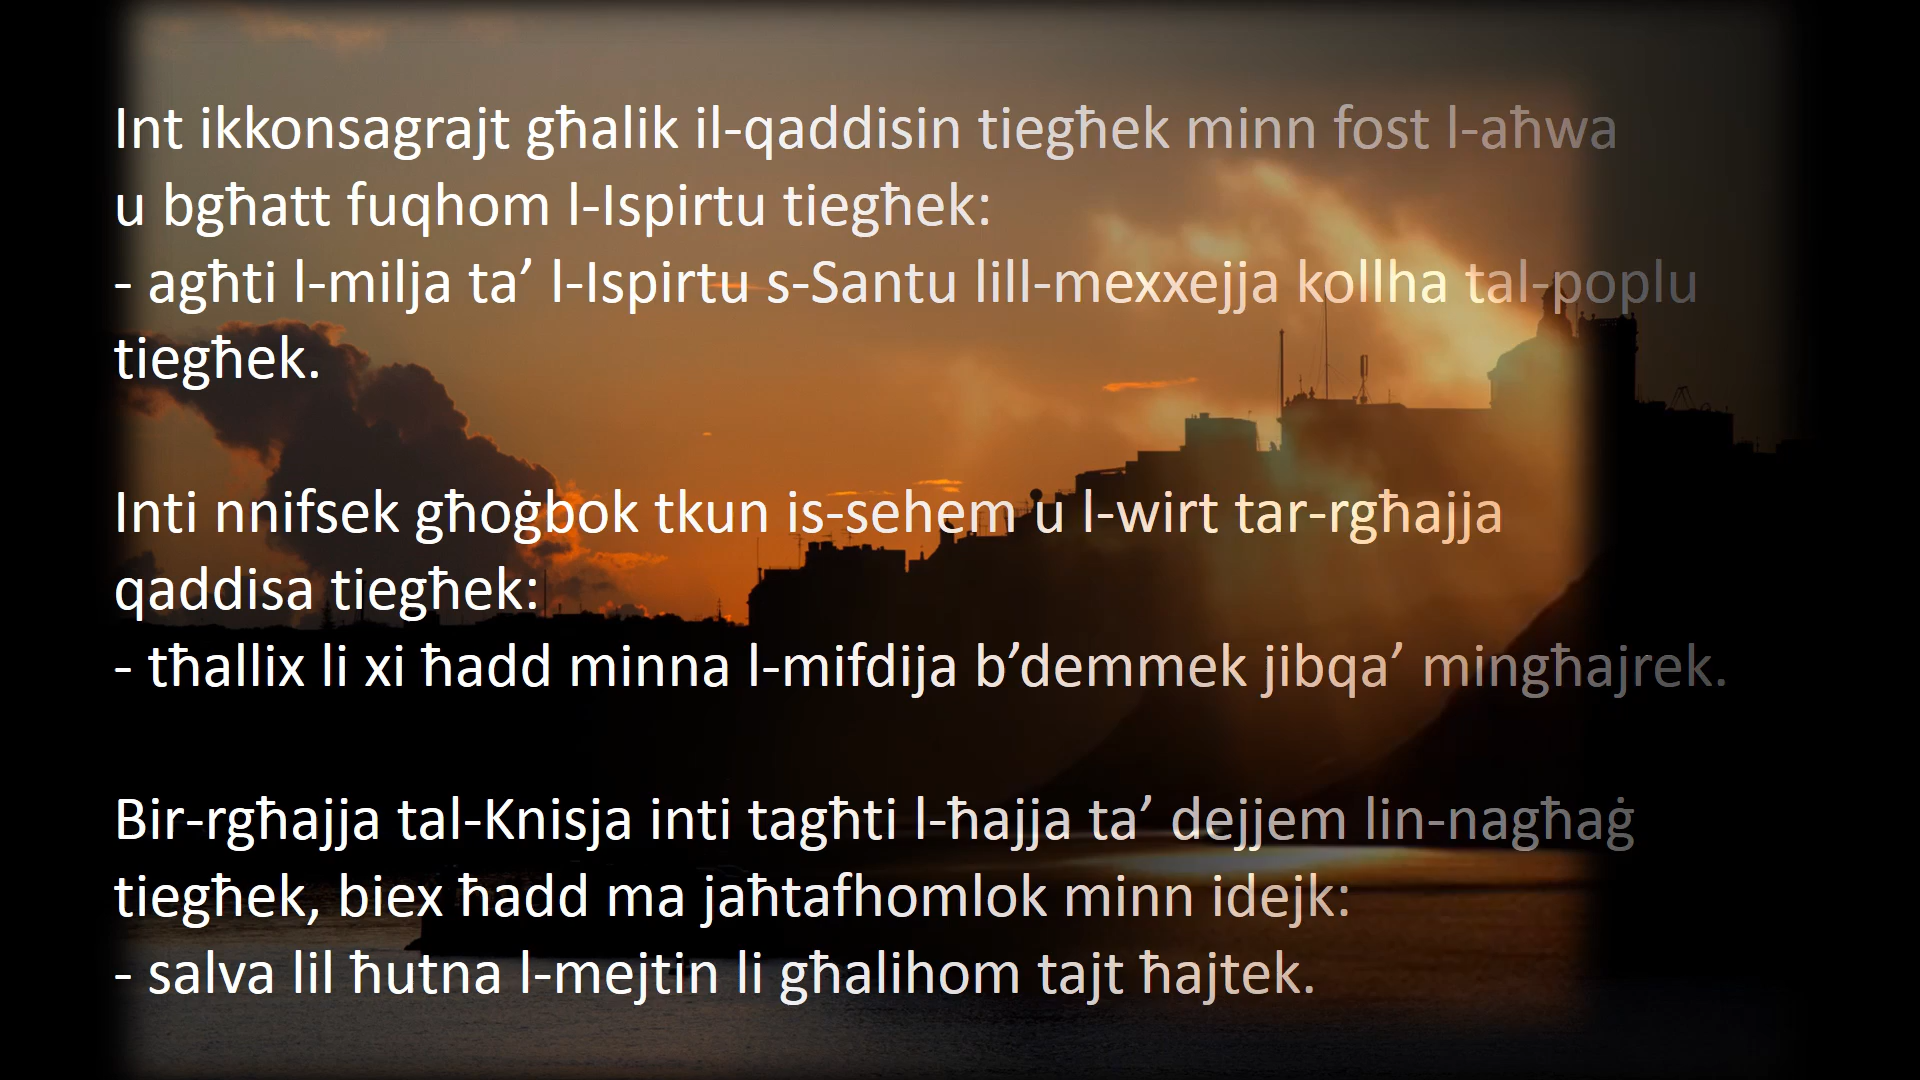 Int ikkonsagrajt għalik il-qaddisin tiegħek minn fost l-aħwa
u bgħatt fuqhom l-Ispirtu tiegħek:
- agħti l-milja ta’ l-Ispirtu s-Santu lill-mexxejja kollha tal-poplu
tiegħek.
Inti nnifsek għoġbok tkun is-sehem u l-wirt tar-rgħajja
qaddisa tiegħek:
- tħallix li xi ħadd minna l-mifdija b’demmek jibqa’ mingħajrek.
Bir-rgħajja tal-Knisja inti tagħti l-ħajja ta’ dejjem lin-nagħaġ
tiegħek, biex ħadd ma jaħtafhomlok minn idejk:
- salva lil ħutna l-mejtin li għalihom tajt ħajtek.